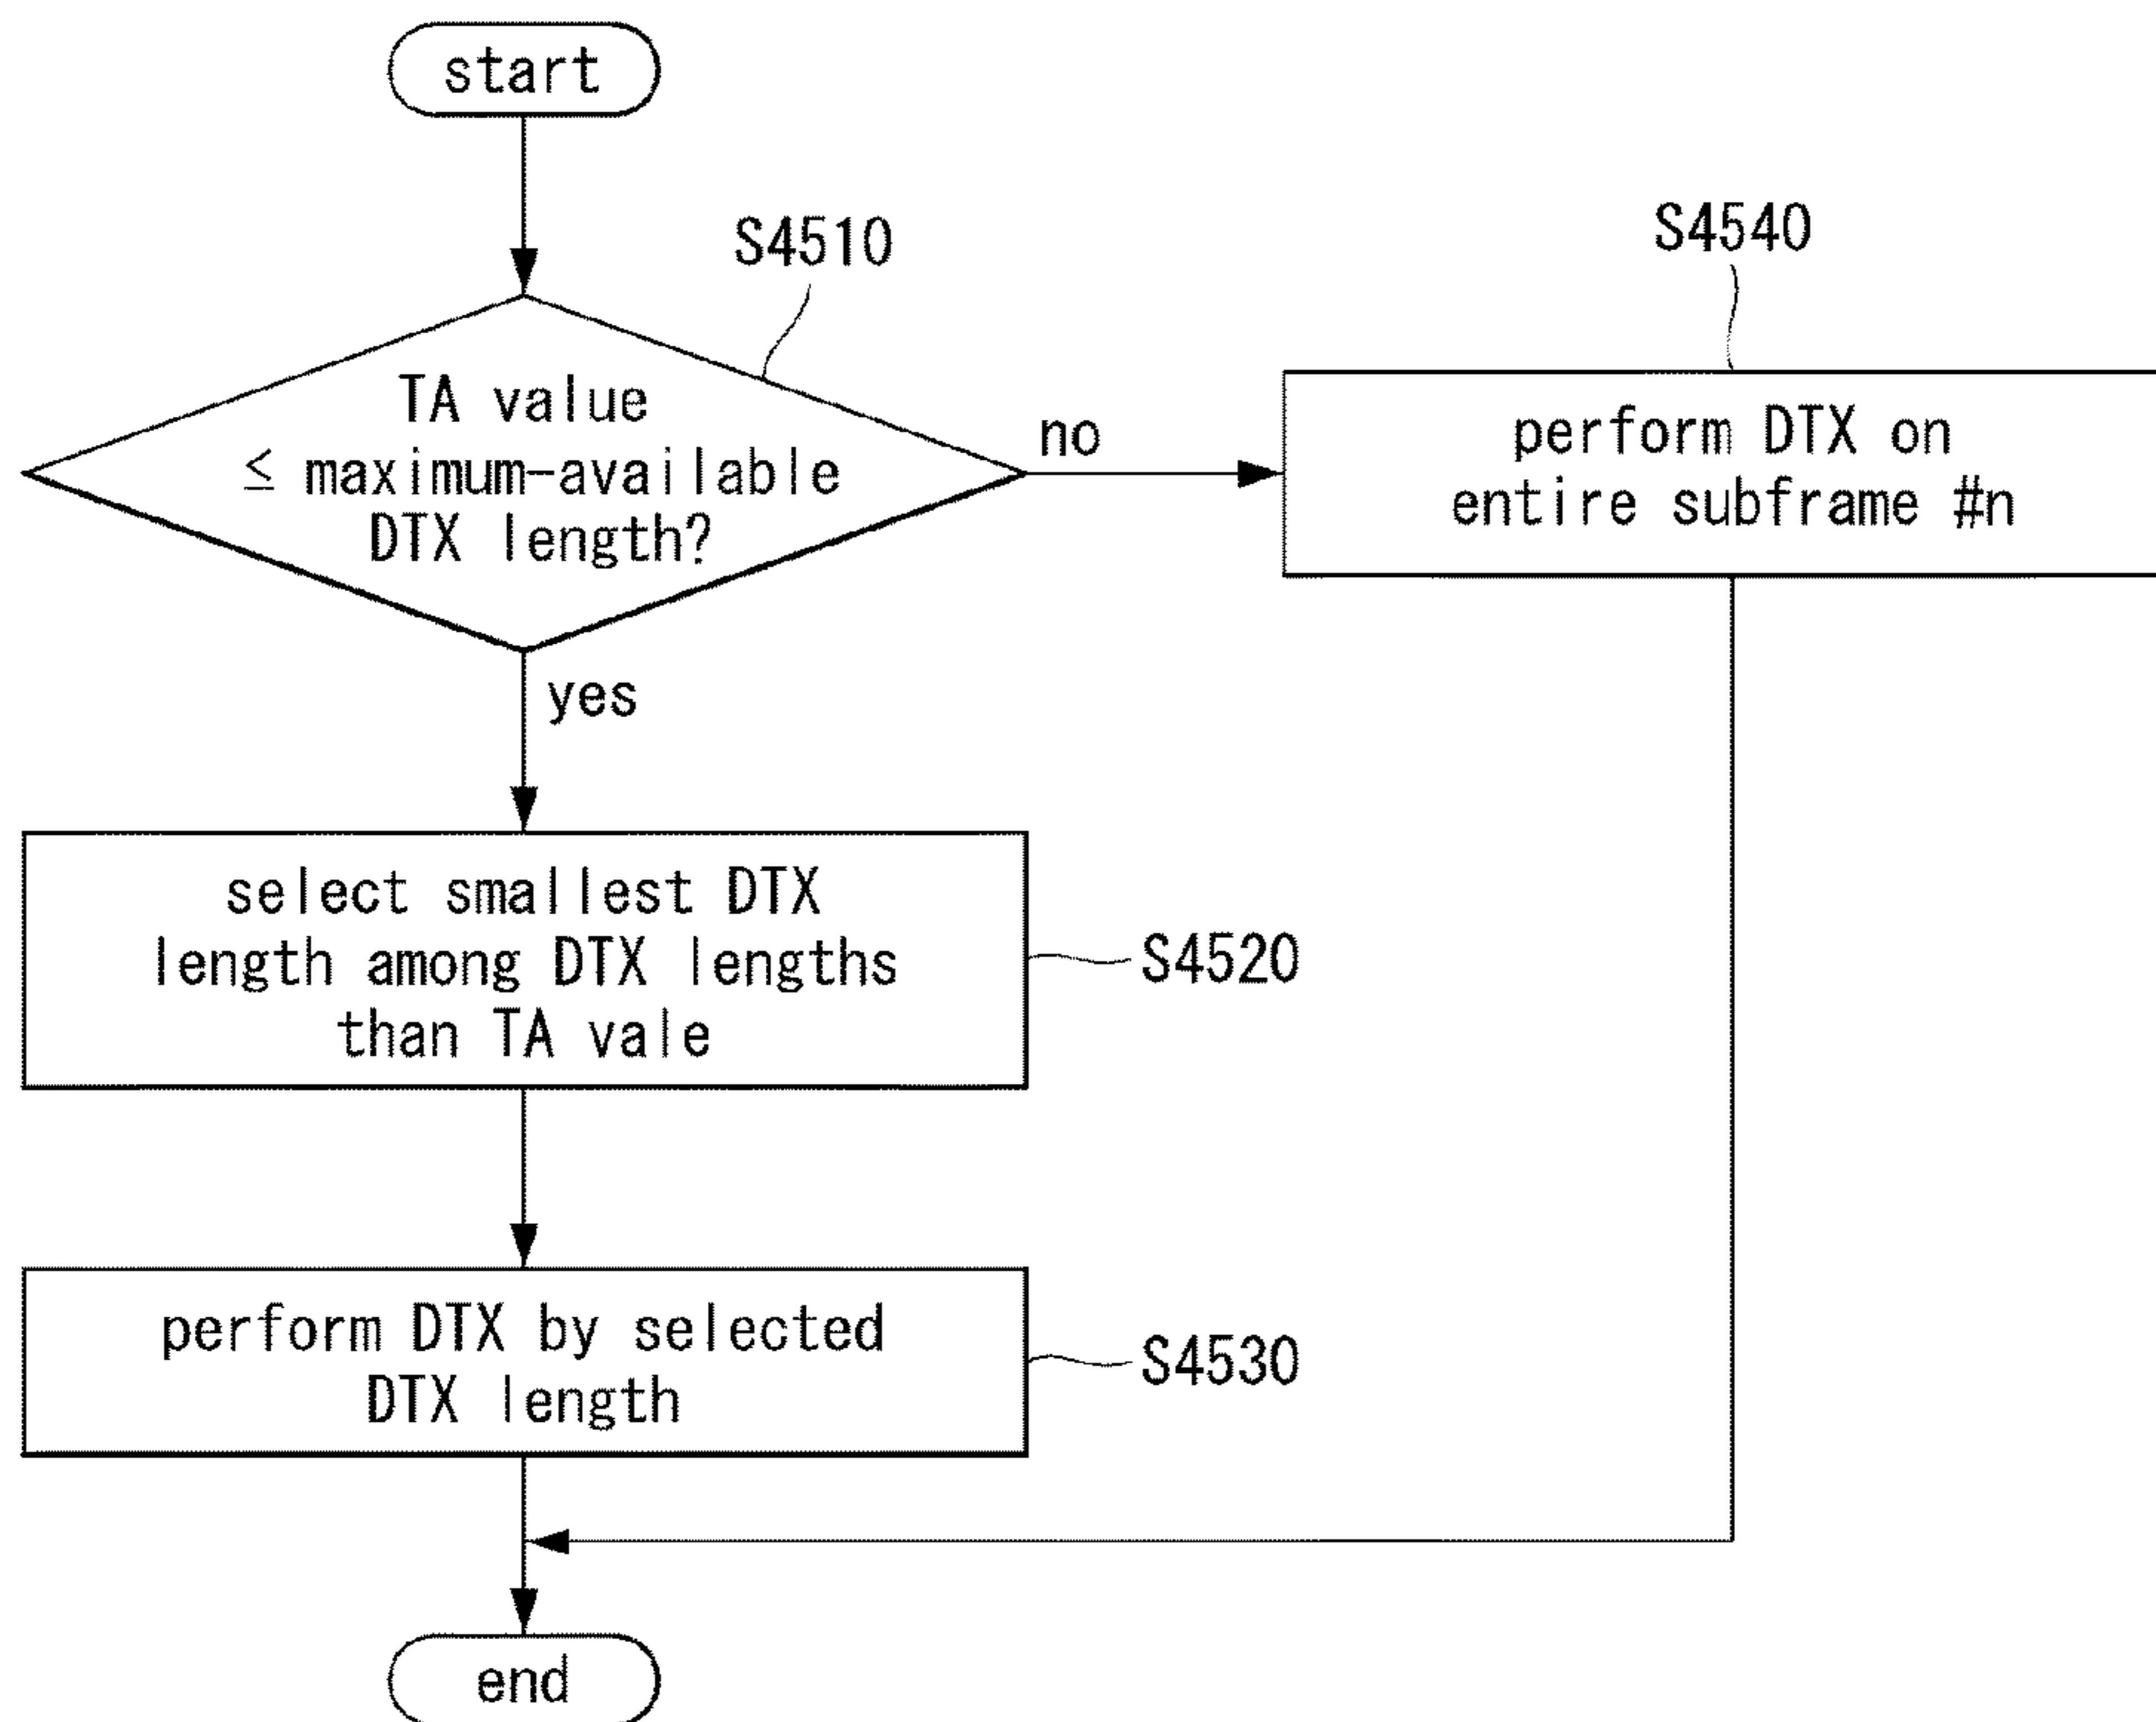 start
S4510
S4540
TA value
≤ maximum-available
DTX length?
no
perform DTX on
entire subframe #n
yes
select smallest DTX
length among DTX lengths
than TA vale
S4520
perform DTX by selected
DTX length
S4530
end